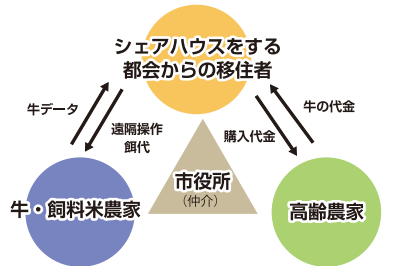 シェアハウスをする
都会からの移住者
牛データ
遠隔操作
餌代
購入代金
牛の代金
市役所
（仲介）
牛・飼料米農家
高齢農家